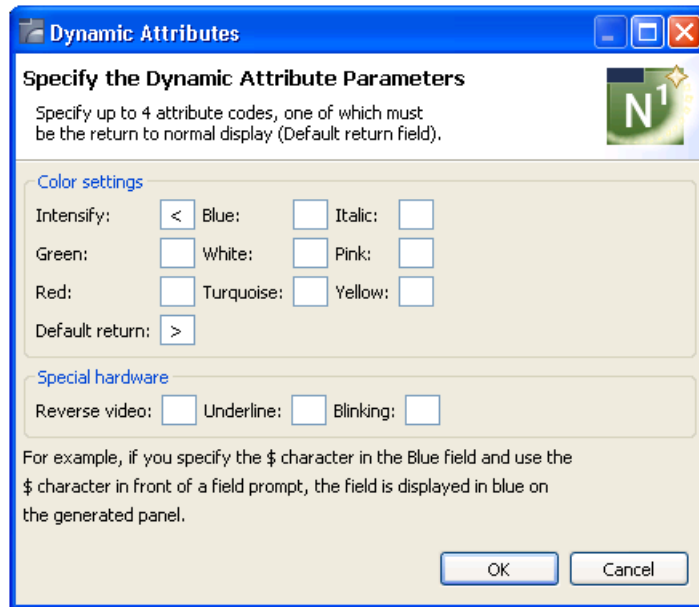 Dynamic Attributes
Specify the Dynamic Attribute Parameters
Specify up to 4 attribute codes, one of which must
be the return to normal display (Default return field).
N1
Color settings
Intensify: < Blue: Italic:
Green: White: Pink:
Red: Turquoise: Yellow:
Default return: >
Special hardware
Reverse video: Underline: Blinking:
For example, if you specify the $ character in the Blue field and use the
$ character in front of a field prompt, the field is displayed in blue on
the generated panel.
OK Cancel